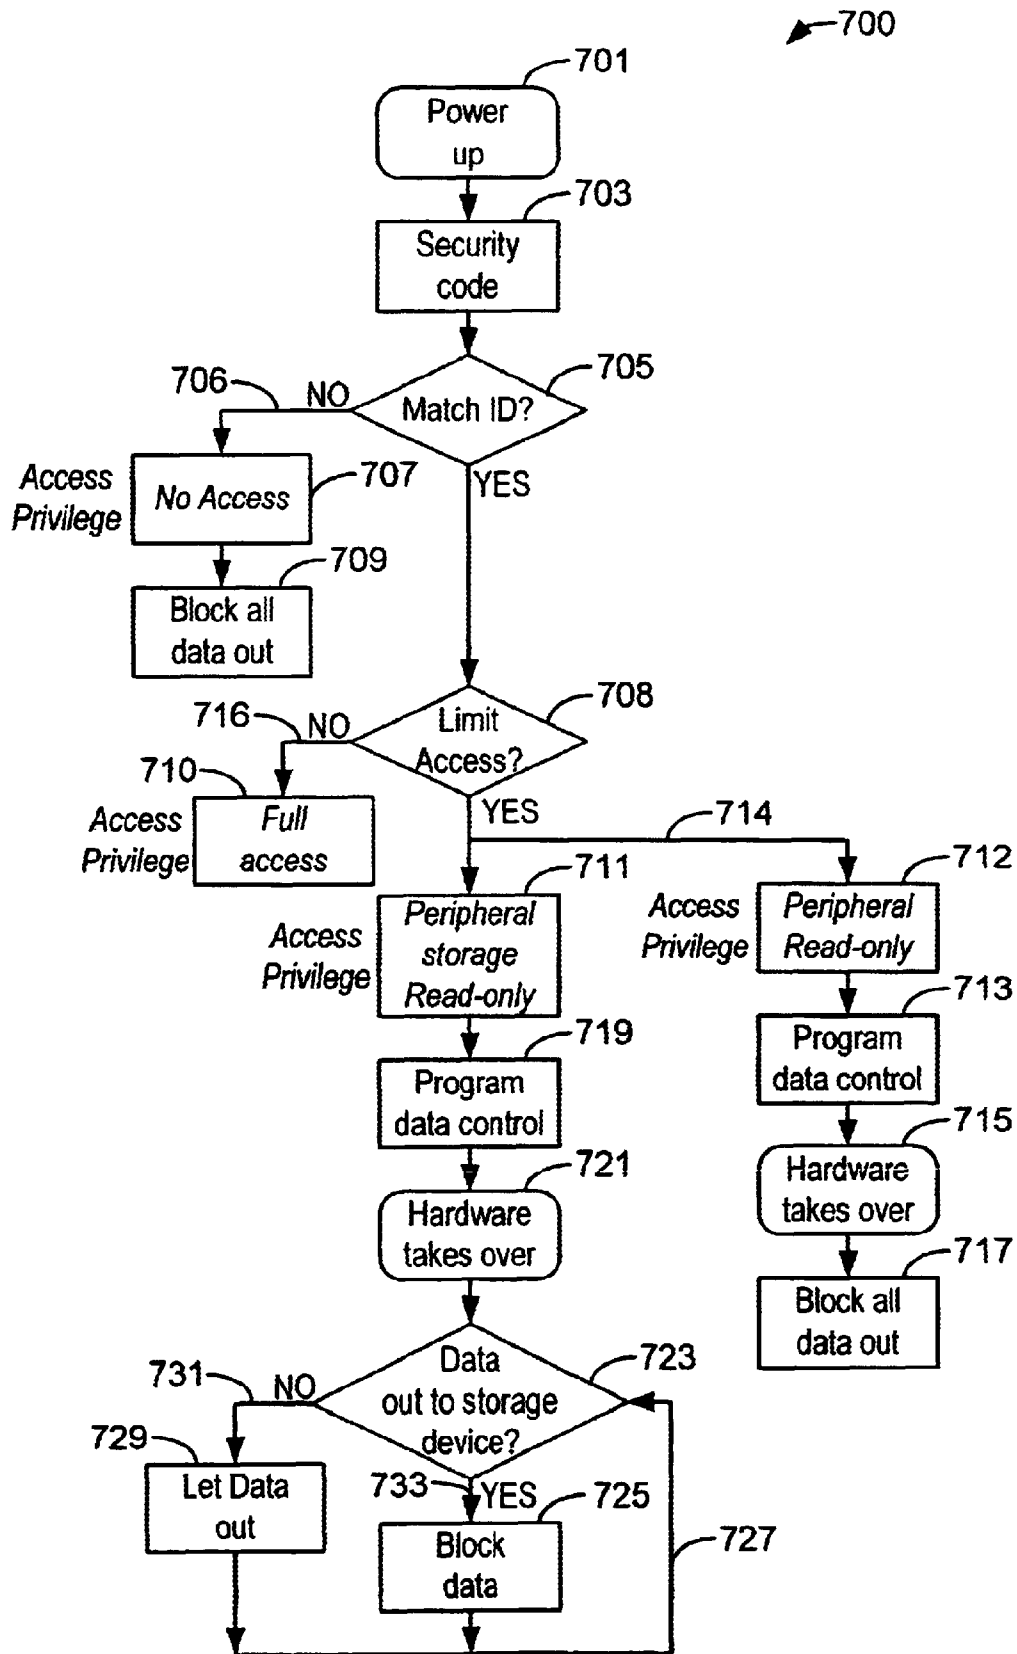 700
701
Power
up
703
Security
code
705
706
NO
Match ID?
YES
Access
Privilege
No Access
707
709
Block all
data out
708
716
NO
Limit
Access?
YES
710
Access
Privilege
Full
access
714
711
712
Access
Privilege
Peripheral
storage
Read-only
Access
Privilege
Peripheral
Read-only
719
713
Program
data control
Program
data control
721
715
Hardware
takes over
Hardware
takes over
717
Block all
data out
723
731
NO
Data
out to storage
device?
729
733
YES
725
Let Data
out
Block
data
727